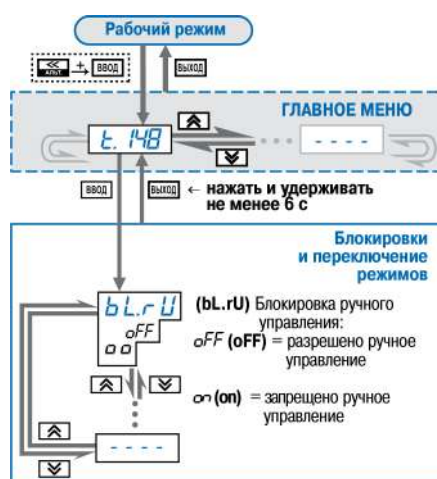 Рабочий режим
≪
АЛЬТ
+
ВВОД
ВЫХОД
ГЛАВНОЕ МЕНЮ
t. 148
- - - -
ВВОД
ВЫХОД ← нажать и удерживать
не менее 6 с
Блокировки
и переключение
режимов
bL.rU
oFF
(bL.rU) Блокировка ручного
управления:
oFF (oFF) = разрешено ручное
управление
on (on) = запрещено ручное
управление
- - - -